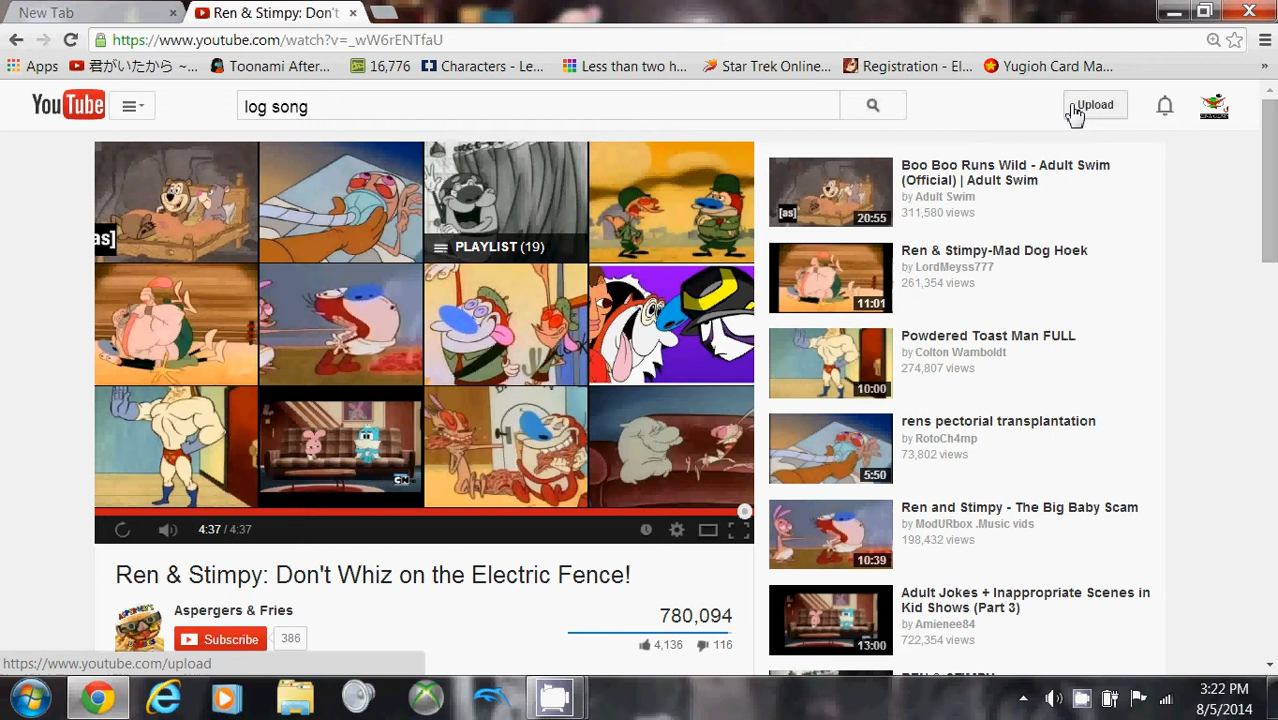 New Tab
Ren & Stimpy: Don't
https://www.youtube.com/watch?v=_wW6rENTfaU
Apps
君がいたから ~...
Toonami After...
16,776
Characters - Le...
Less than two h...
Star Trek Online...
Registration - El...
Yugioh Card Ma...
»
YouTube
log song
Upload
as]
PLAYLIST (19)
CN
4:37 / 4:37
Ren & Stimpy: Don't Whiz on the Electric Fence!
Aspergers & Fries
Subscribe
386
780,094
4,136
116
[as]
20:55
Boo Boo Runs Wild - Adult Swim
(Official) | Adult Swim
by Adult Swim
311,580 views
11:01
Ren & Stimpy-Mad Dog Hoek
by LordMeyss777
261,354 views
10:00
Powdered Toast Man FULL
by Colton Wamboldt
274,807 views
5:50
rens pectorial transplantation
by RotoCh4mp
73,802 views
10:39
Ren and Stimpy - The Big Baby Scam
by ModURbox .Music vids
198,432 views
13:00
Adult Jokes + Inappropriate Scenes in
Kid Shows (Part 3)
by Amienee84
722,354 views
https://www.youtube.com/upload
3:22 PM
8/5/2014